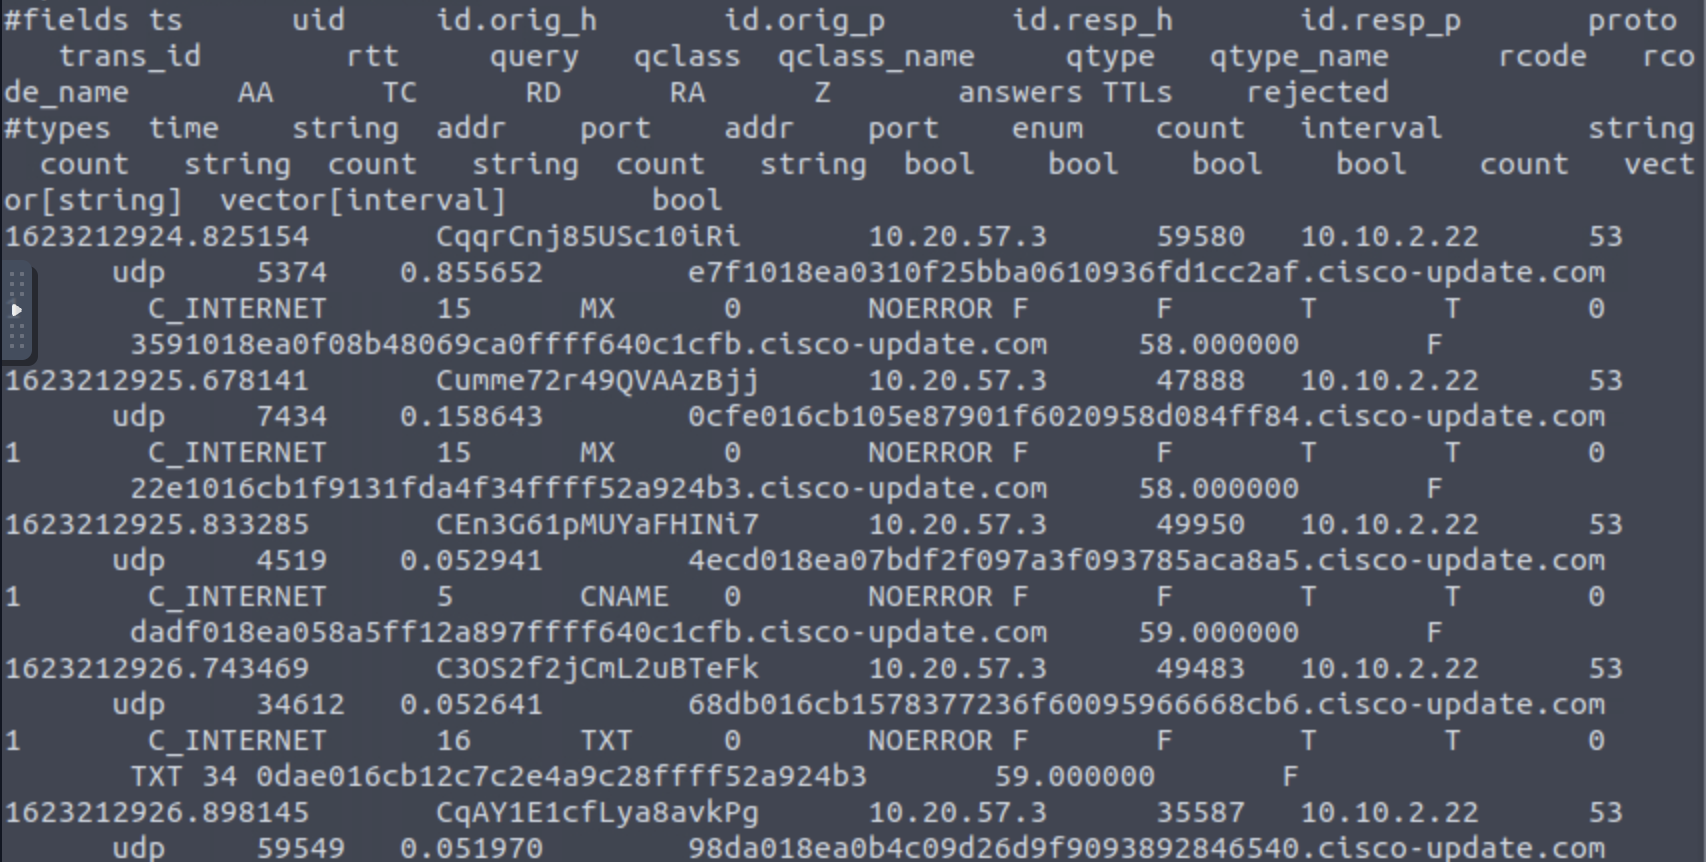 #fields ts uid id.orig_h id.orig_p id.resp_h id.resp_p proto
trans_id rtt query qclass qclass_name qtype qtype_name rcode rco
de_name AA TC RD RA Z answers TTLs rejected
#types time string addr port addr port enum count interval string
count string count string count string bool bool bool bool count vect
or[string] vector[interval] bool
1623212924.825154 CqqrCnj85USc10iRi 10.20.57.3 59580 10.10.2.22 53
udp 5374 0.855652 e7f1018ea0310f25bba0610936fd1cc2af.cisco-update.com
C_INTERNET 15 MX 0 NOERROR F F T T 0
3591018ea0f08b48069ca0ffff640c1cfb.cisco-update.com 58.000000 F
1623212925.678141 Cumme72r49QVAAzBjj 10.20.57.3 47888 10.10.2.22 53
udp 7434 0.158643 0cfe016cb105e87901f6020958d084ff84.cisco-update.com
1 C_INTERNET 15 MX 0 NOERROR F F T T 0
22e1016cb1f9131fda4f34ffff52a924b3.cisco-update.com 58.000000 F
1623212925.833285 CEn3G61pMUYaFHINi7 10.20.57.3 49950 10.10.2.22 53
udp 4519 0.052941 4ecd018ea07bdf2f097a3f093785aca8a5.cisco-update.com
1 C_INTERNET 5 CNAME 0 NOERROR F F T T 0
dadf018ea058a5ff12a897ffff640c1cfb.cisco-update.com 59.000000 F
1623212926.743469 C3OS2f2jCmL2uBTeFk 10.20.57.3 49483 10.10.2.22 53
udp 34612 0.052641 68db016cb1578377236f60095966668cb6.cisco-update.com
1 C_INTERNET 16 TXT 0 NOERROR F F T T 0
TXT 34 0dae016cb12c7c2e4a9c28ffff52a924b3 59.000000 F
1623212926.898145 CqAY1E1cfLya8avkPg 10.20.57.3 35587 10.10.2.22 53
udp 59549 0.051970 98da018ea0b4c09d26d9f9093892846540.cisco-update.com